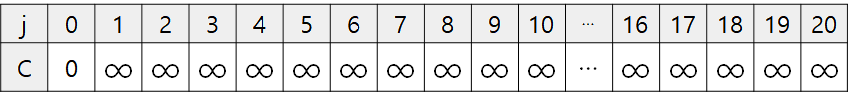 j 0 1 2 3 4 5 6 7 8 9 10 ... 16 17 18 19 20
C 0 ∞ ∞ ∞ ∞ ∞ ∞ ∞ ∞ ∞ ∞ ... ∞ ∞ ∞ ∞ ∞